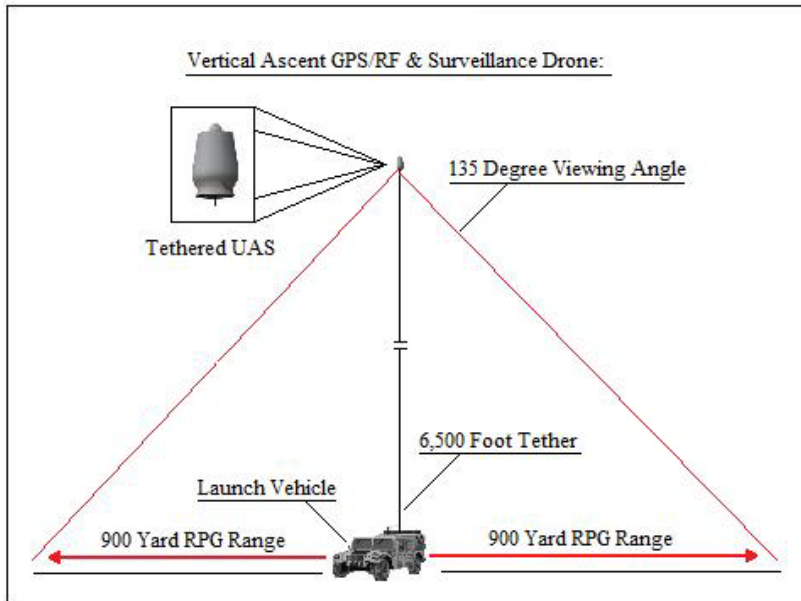 Vertical Ascent GPS/RF & Surveillance Drone:
135 Degree Viewing Angle
Tethered UAS
6,500 Foot Tether
Launch Vehicle
900 Yard RPG Range
900 Yard RPG Range